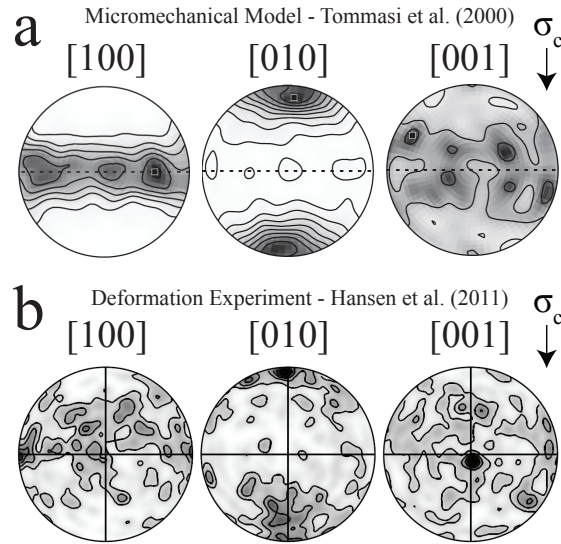 a Micromechanical Model - Tommasi et al. (2000) σc
[100] [010] [001]
b Deformation Experiment - Hansen et al. (2011) σc
[100] [010] [001]